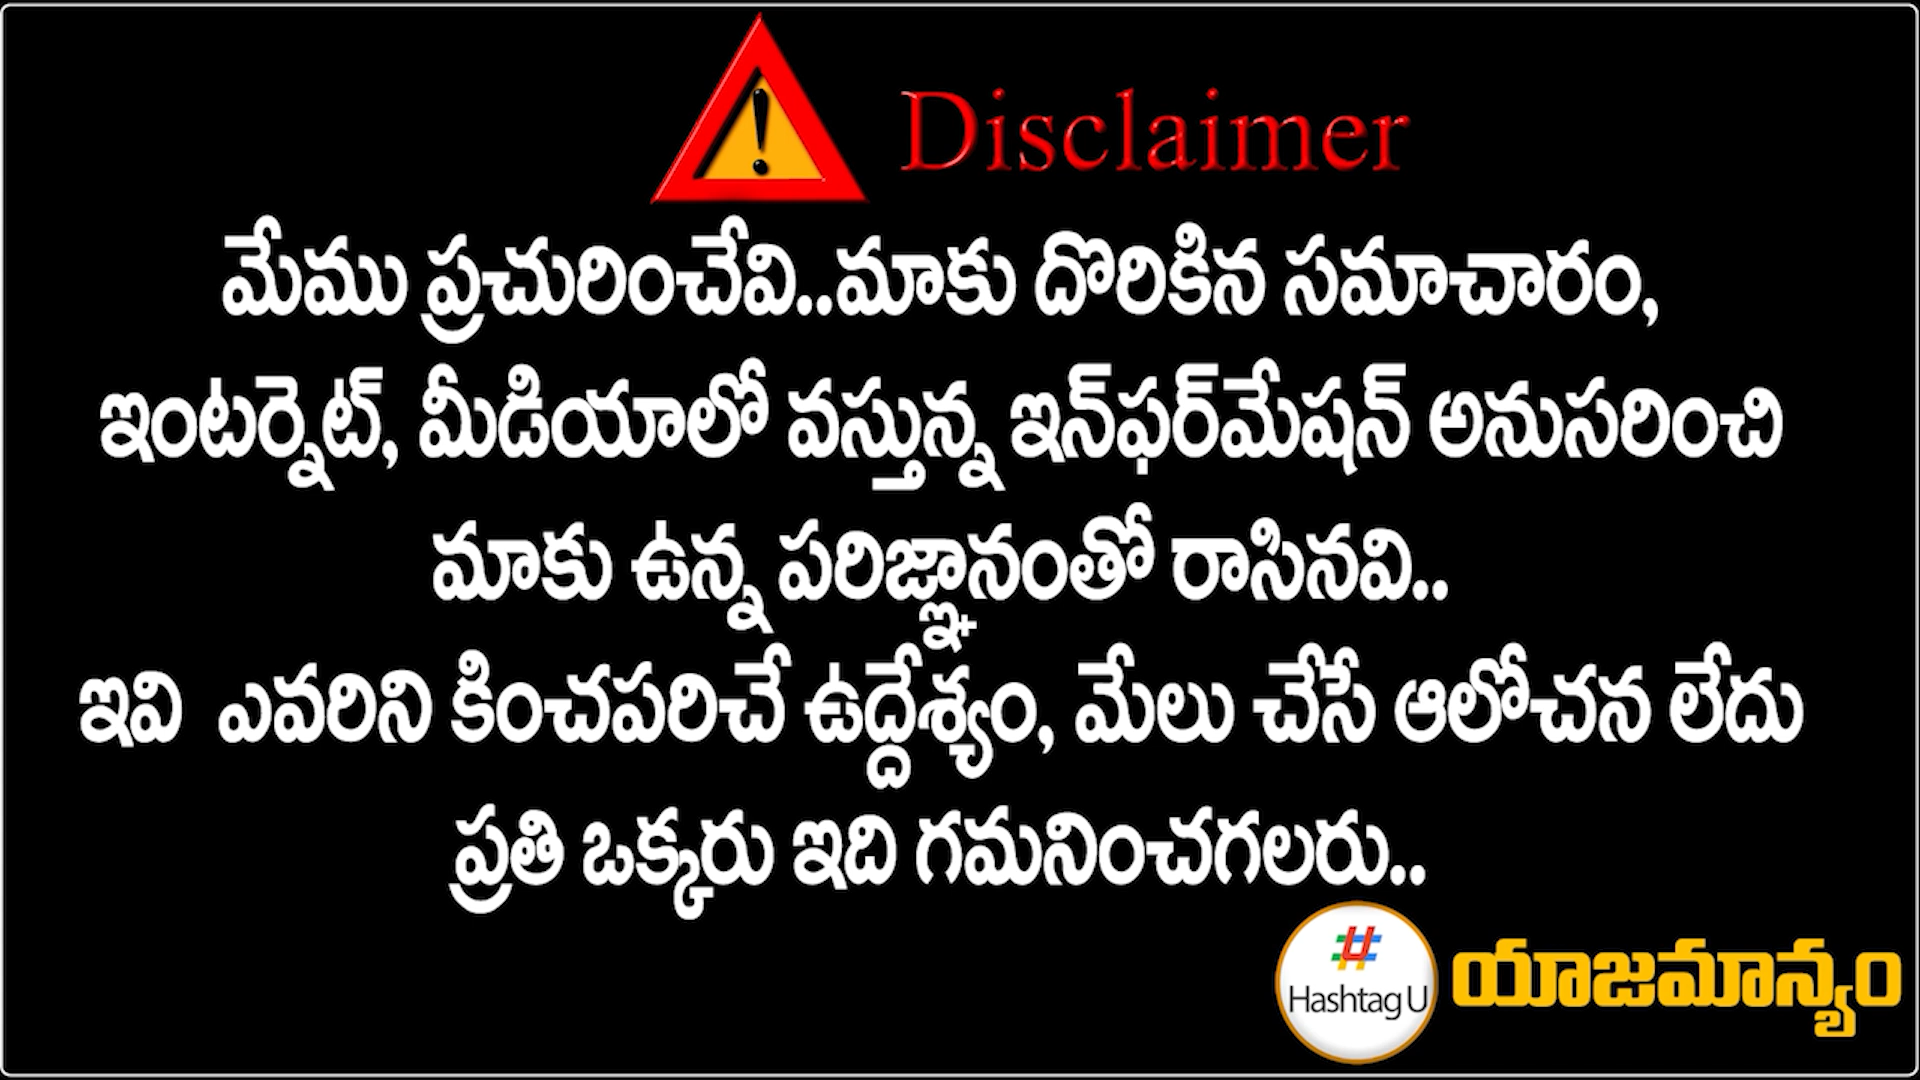 Disclaimer
మేము ప్రచురించేవి..మాకు దొరికిన సమాచారం,
ఇంటర్నెట్, మీడియాలో వస్తున్న ఇన్‌ఫర్‌మేషన్ అనుసరించి
మాకు ఉన్న పరిజ్ఞానంతో రాసినవి..
ఇవి ఎవరిని కించపరిచే ఉద్దేశ్యం, మేలు చేసే ఆలోచన లేదు
ప్రతి ఒక్కరు ఇది గమనించగలరు..
Hashtag U యాజమాన్యం